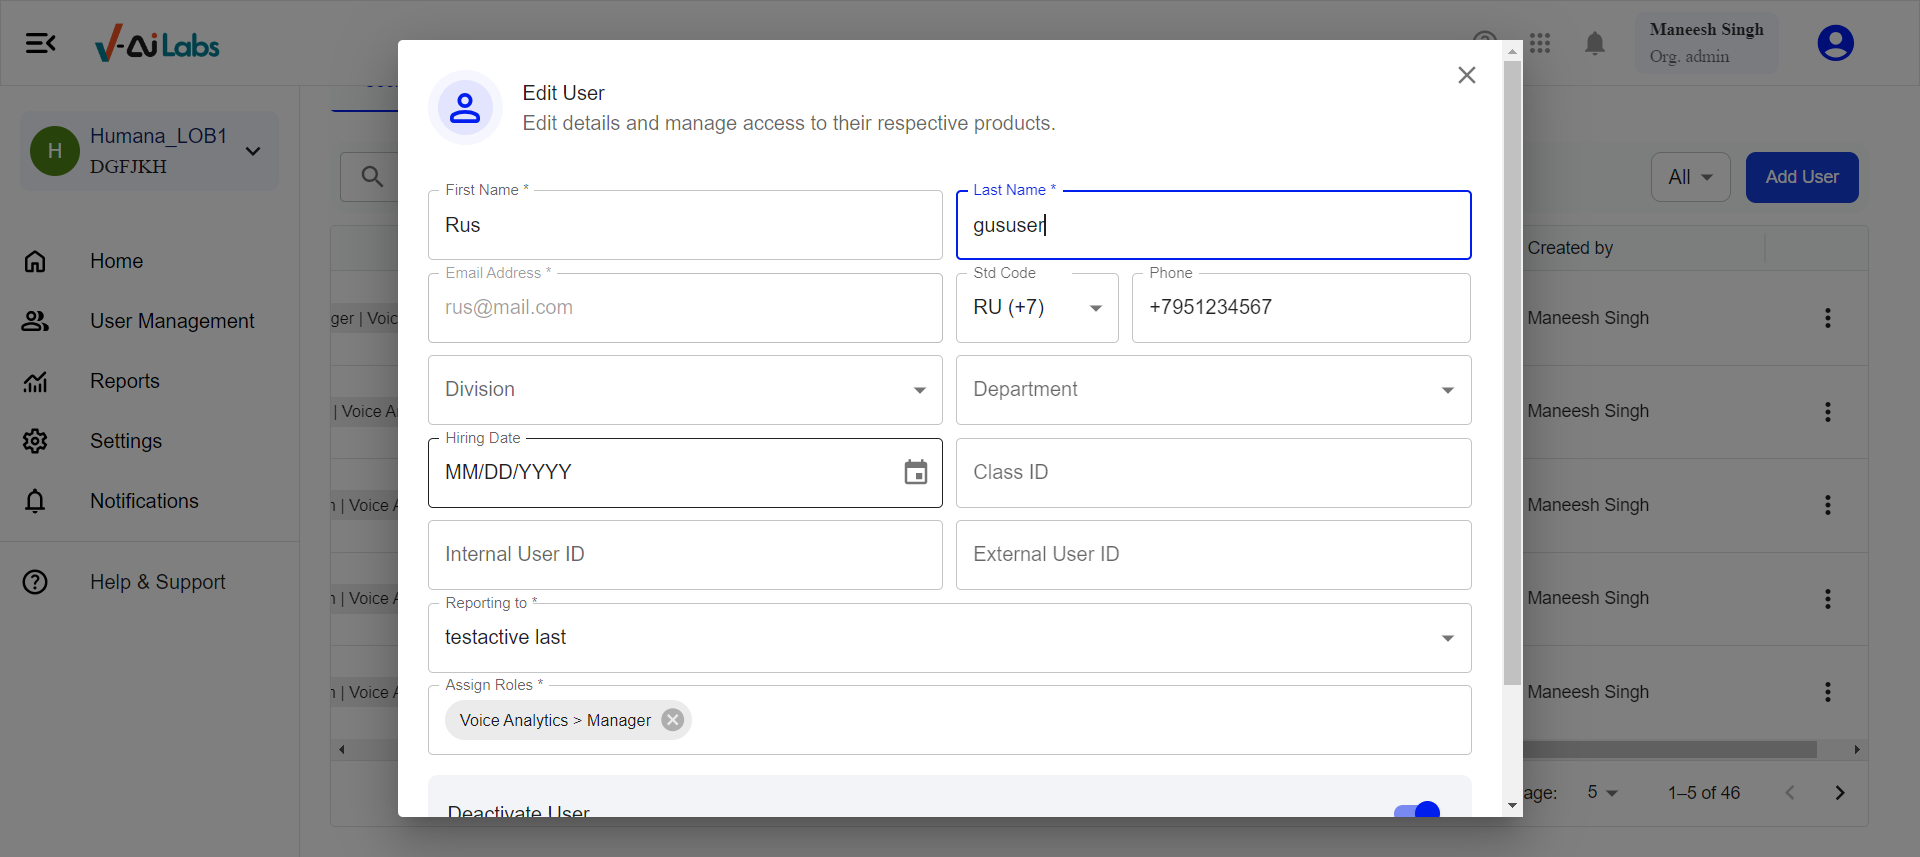 V-Ai Labs
Maneesh Singh
Org. admin
H
Humana_LOB1
DGFJKH
Home
User Management
Reports
Settings
Notifications
Help & Support
All
Add User
Created by
Maneesh Singh
Maneesh Singh
Maneesh Singh
Maneesh Singh
Maneesh Singh
ger | Voic
| Voice A
n | Voice A
n | Voice A
n | Voice A
age:
5
1–5 of 46
Edit User
Edit details and manage access to their respective products.
First Name *
Rus
Last Name *
gususer
Email Address *
rus@mail.com
Std Code
RU (+7)
Phone
+7951234567
Division
Department
Hiring Date
MM/DD/YYYY
Class ID
Internal User ID
External User ID
Reporting to *
testactive last
Assign Roles *
Voice Analytics > Manager
Deactivate User